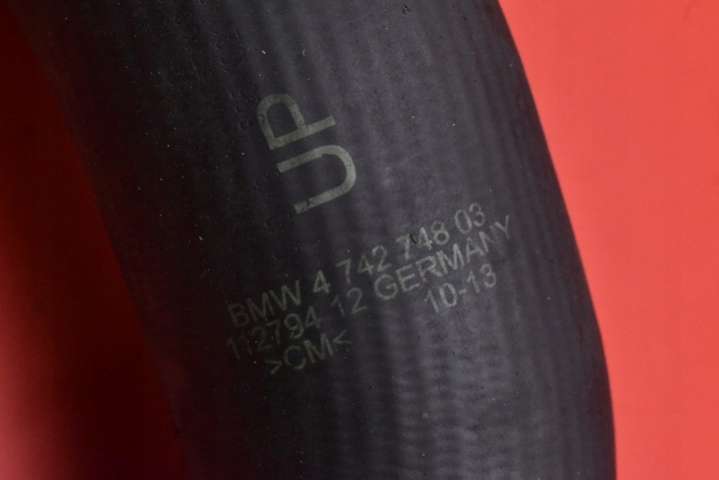 UP
BMW 4 742 748 03
112794 12 GERMANY
>CM< 10-13